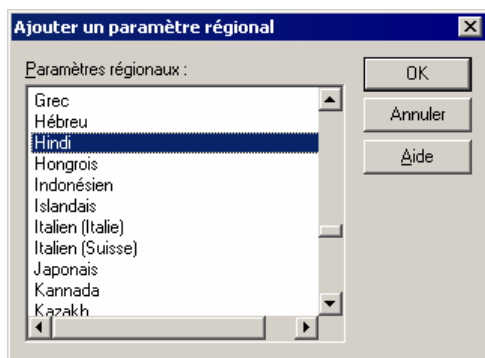 Ajouter un paramètre régional
Paramètres régionaux :
Grec
Hébreu
Hindi
Hongrois
Indonésien
Islandais
Italien (Italie)
Italien (Suisse)
Japonais
Kannada
Kazakh
OK
Annuler
Aide